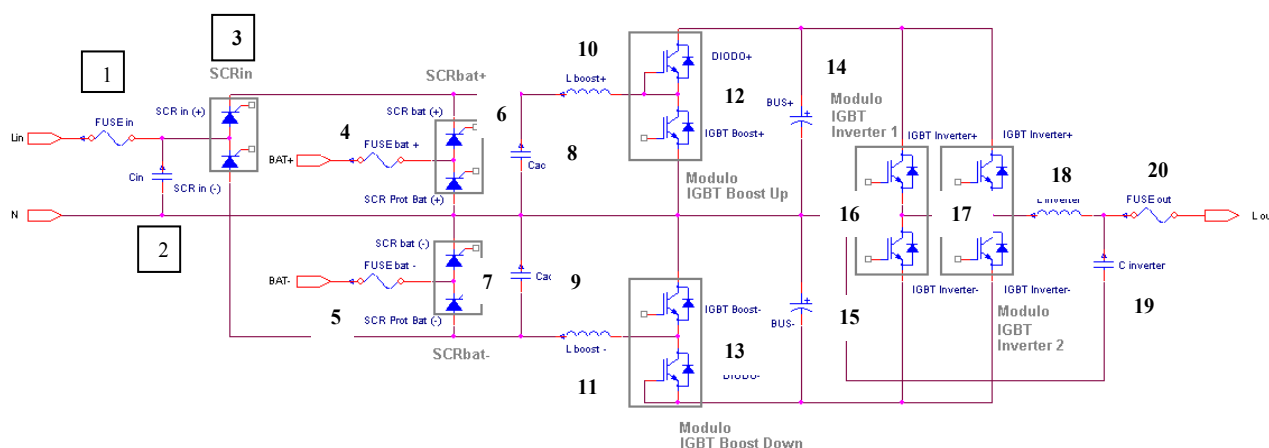 1
3
SCRin
10
SCRbat+
14
DIODO+
L boost+
12
BUS+
Modulo
IGBT
Inverter 1
SCR in (+)
4
SCR bat (+)
6
FUSE in
Lin
IGBT Boost+
IGBT Inverter+
IGBT Inverter+
FUSE bat +
BAT+
8
Cac
Cin
SCR in (-)
SCR Prot Bat (+)
Modulo
IGBT Boost Up
18
20
N
16
17
FUSE out
2
SCR bat (-)
FUSE bat -
BAT-
7
9
C inverter
5
SCR Prot Bat (-)
IGBT Boost-
BUS-
15
IGBT Inverter-
IGBT Inverter-
19
SCRbat-
L boost -
13
Modulo
IGBT
Inverter 2
11
Modulo
IGBT Boost Down